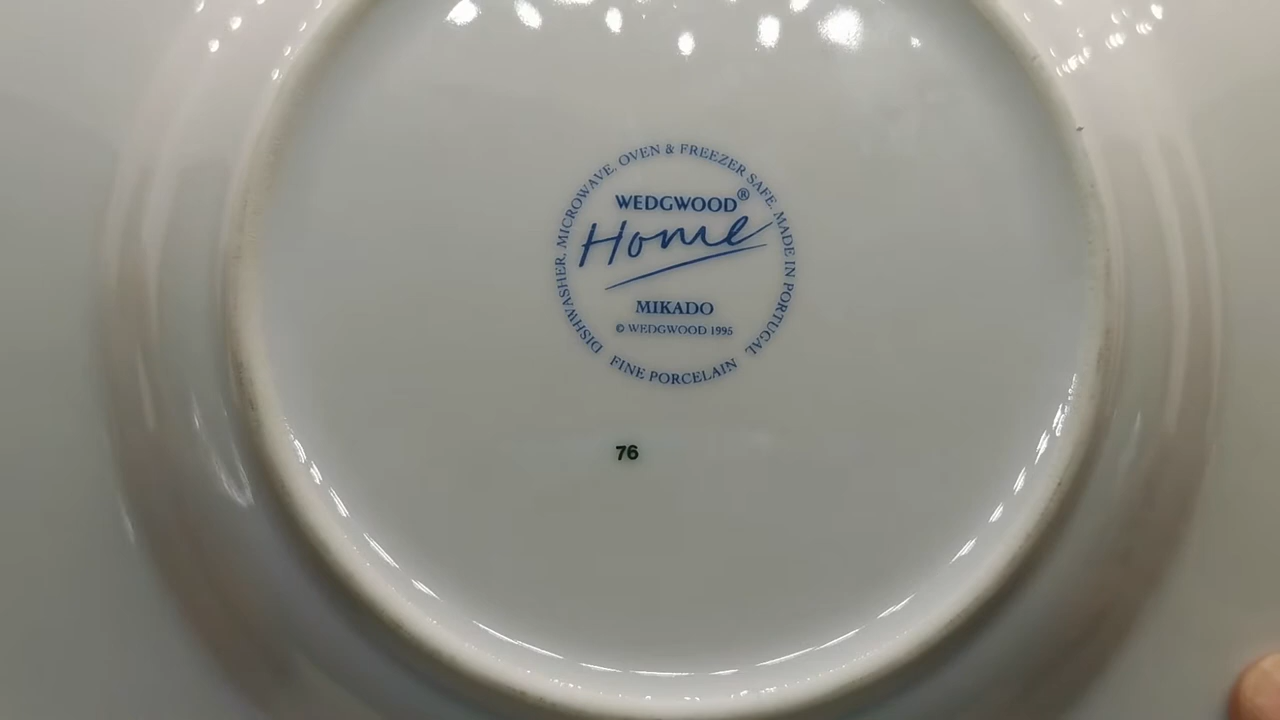 DISHWASHER, MICROWAVE, OVEN & FREEZER SAFE. MADE IN PORTUGAL
WEDGWOOD®
Home
MIKADO
© WEDGWOOD 1995
FINE PORCELAIN
76